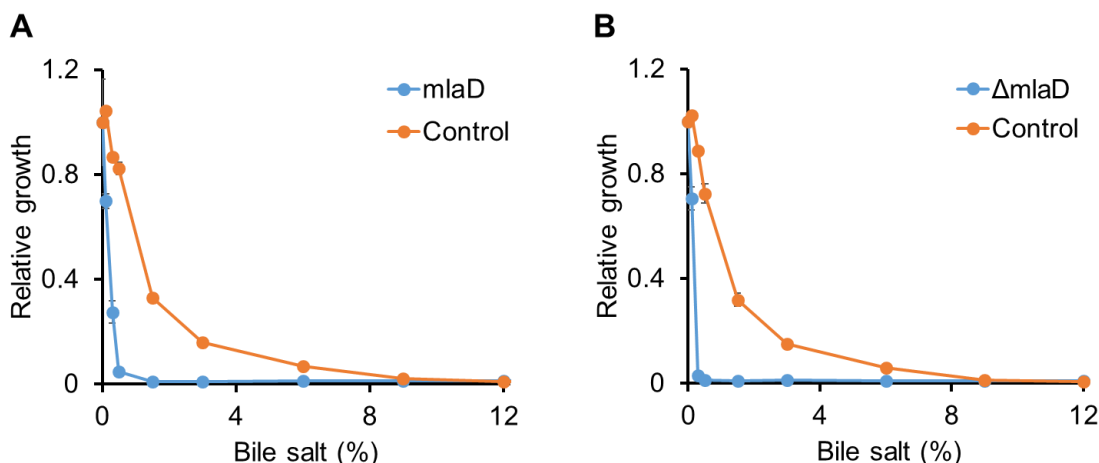 A
1.2
0.8
0.4
0
Relative growth
mlaD
Control
0 4 8 12
Bile salt (%)
B
1.2
0.8
0.4
0
Relative growth
ΔmlaD
Control
0 4 8 12
Bile salt (%)